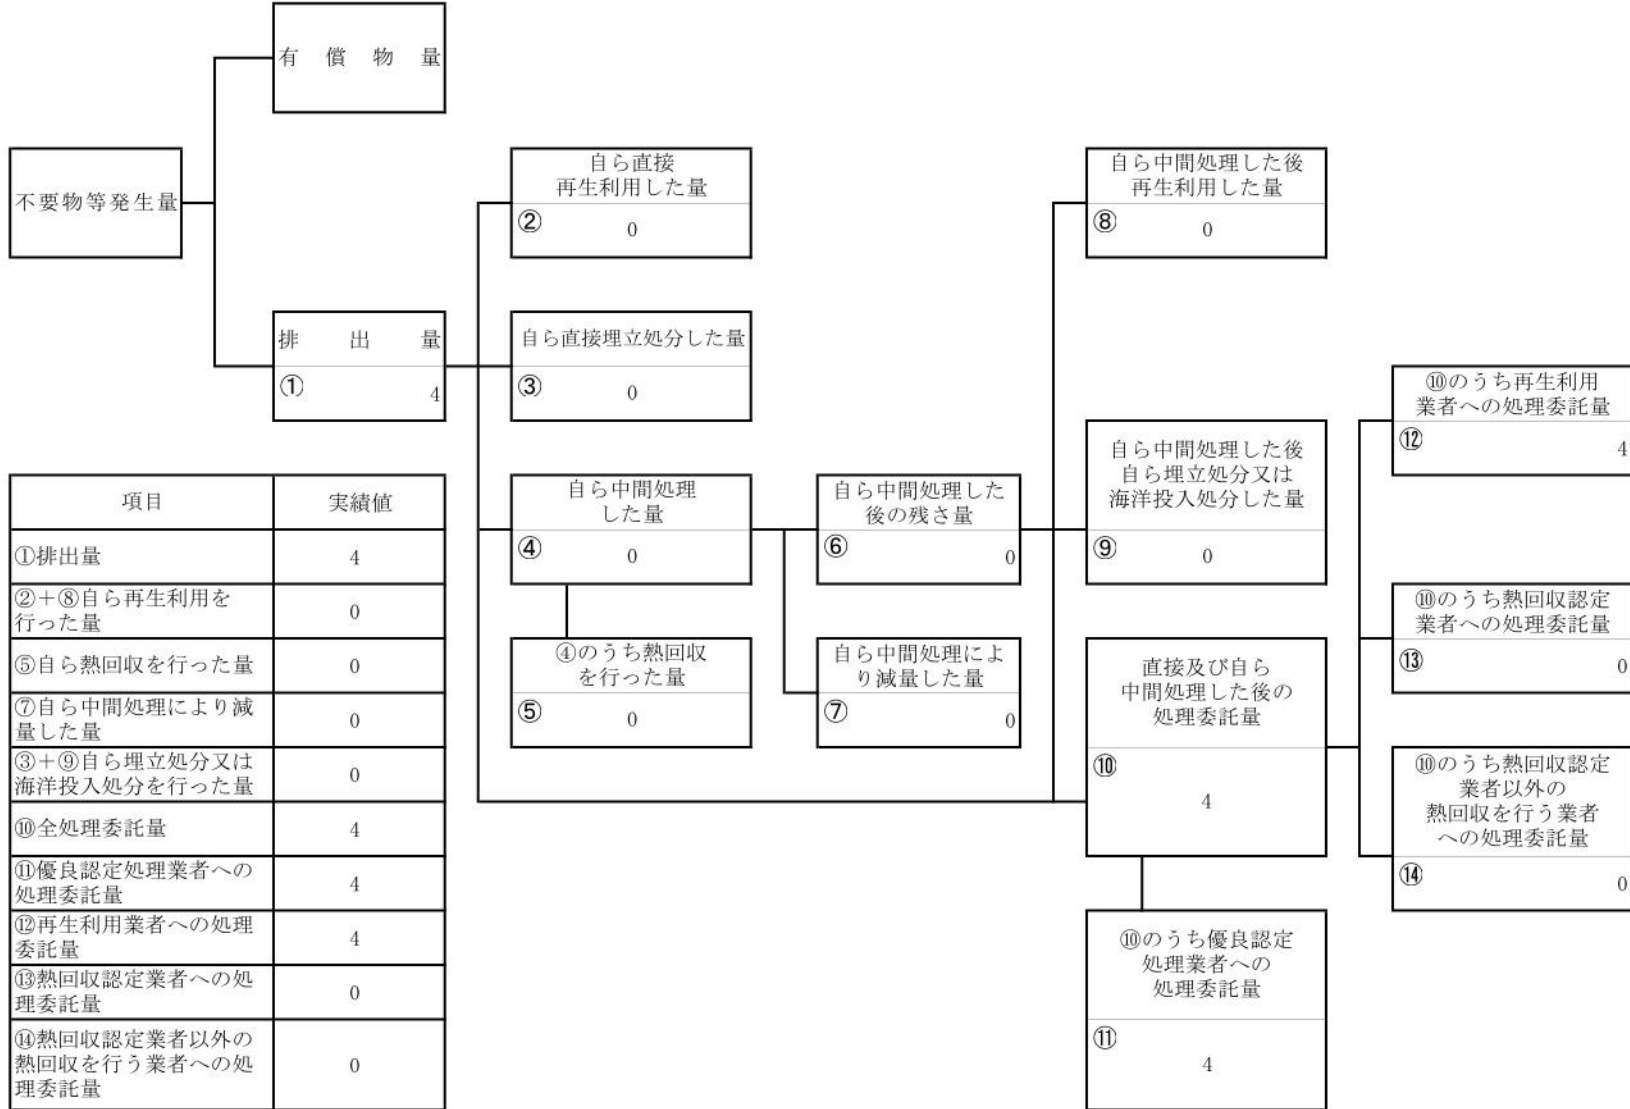 有償物量
不要物等発生量
排出量
①
4
自ら直接
再生利用した量
②
0
自ら直接埋立処分した量
③
0
自ら中間処理
した量
④
0
④のうち熱回収
を行った量
⑤
0
自ら中間処理した
後の残さ量
⑥
0
自ら中間処理によ
り減量した量
⑦
0
自ら中間処理した後
再生利用した量
⑧
0
自ら中間処理した後
自ら埋立処分又は
海洋投入処分した量
⑨
0
直接及び自ら
中間処理した後の
処理委託量
⑩
4
⑩のうち優良認定
処理業者への
処理委託量
⑪
4
⑩のうち再生利用
業者への処理委託量
⑫
4
⑩のうち熱回収認定
業者への処理委託量
⑬
0
⑩のうち熱回収認定
業者以外の
熱回収を行う業者
への処理委託量
⑭
0
項目 実績値
①排出量 4
②＋⑧自ら再生利用を
行った量 0
⑤自ら熱回収を行った量 0
⑦自ら中間処理により減
量した量 0
③＋⑨自ら埋立処分又は
海洋投入処分を行った量 0
⑩全処理委託量 4
⑪優良認定処理業者への
処理委託量 4
⑫再生利用業者への処理
委託量 4
⑬熱回収認定業者への処
理委託量 0
⑭熱回収認定業者以外の
熱回収を行う業者への処
理委託量 0